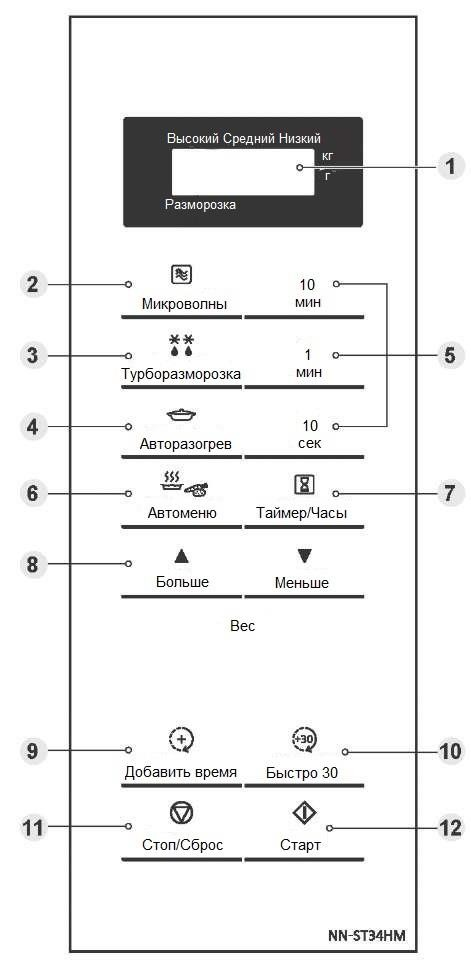 Высокий Средний Низкий
кг
1
г
Разморозка
2
Микроволны
10
мин
3
Турборазморозка
1
мин
5
4
Авторазогрев
10
сек
6
Автоменю
Таймер/Часы
7
8
Больше
Меньше
Вес
9
Добавить время
+30
Быстро 30
10
11
Стоп/Сброс
Старт
12
NN-ST34HM